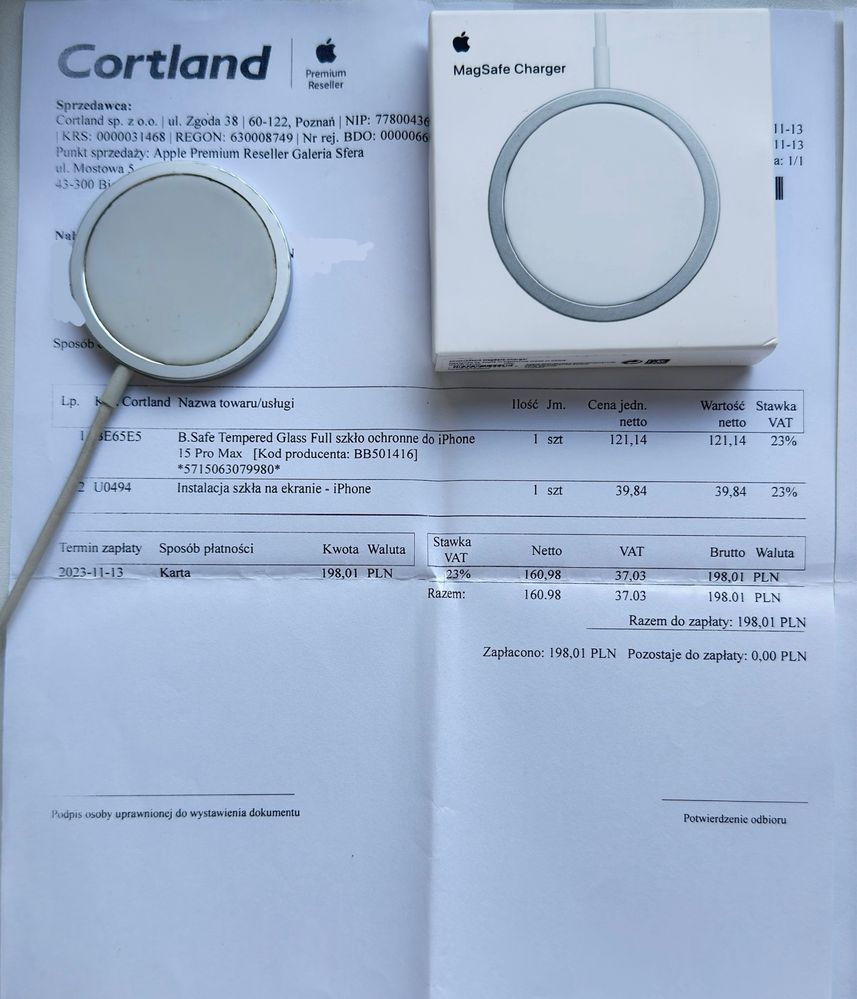 Cortland
Premium
Reseller
MagSafe Charger
Sprzedawca:
Cortland sp. z o.o. | ul. Zgoda 38 | 60-122, Poznań | NIP: 77800436
| KRS: 0000031468 | REGON: 630008749 | Nr rej. BDO: 0000066
Punkt sprzedaży: Apple Premium Reseller Galeria Sfera
ul. Mostowa 5
43-300 Bi
11-13
11-13
a: 1/1
Nab
Sposób
Lp. K Cortland Nazwa towaru/usługi Ilość Jm. Cena jedn. netto Wartość netto Stawka VAT
1 3E65E5 B.Safe Tempered Glass Full szkło ochronne do iPhone 1 szt 121,14 121,14 23%
15 Pro Max [Kod producenta: BB501416]
*5715063079980*
2 U0494 Instalacja szkła na ekranie - iPhone 1 szt 39,84 39,84 23%
Termin zapłaty Sposób płatności Kwota Waluta
2023-11-13 Karta 198,01 PLN
Stawka VAT Netto VAT Brutto Waluta
23% 160,98 37,03 198,01 PLN
Razem: 160.98 37.03 198.01 PLN
Razem do zapłaty: 198,01 PLN
Zapłacono: 198,01 PLN Pozostaje do zapłaty: 0,00 PLN
Podpis osoby uprawnionej do wystawienia dokumentu
Potwierdzenie odbioru